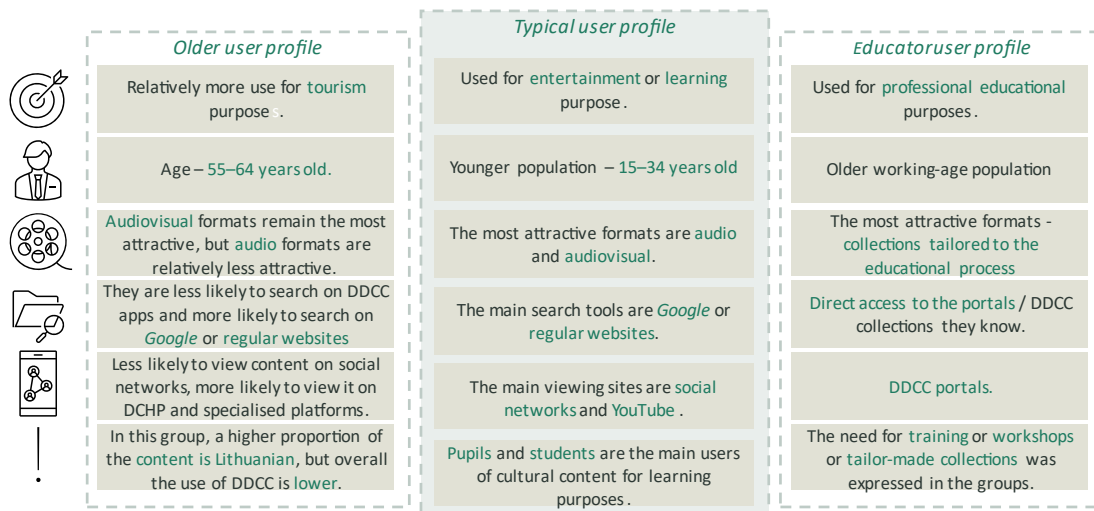 Older user profile
Relatively more use for tourism
purposes.
Age – 55–64 years old.
Audiovisual formats remain the most
attractive, but audio formats are
relatively less attractive.
They are less likely to search on DDCC
apps and more likely to search on
Google or regular websites
Less likely to view content on social
networks, more likely to view it on
DCHP and specialised platforms.
In this group, a higher proportion of
the content is Lithuanian, but overall
the use of DDCC is lower.
Typical user profile
Used for entertainment or learning
purpose.
Younger population – 15–34 years old
The most attractive formats are audio
and audiovisual.
The main search tools are Google or
regular websites.
The main viewing sites are social
networks and YouTube .
Pupils and students are the main users
of cultural content for learning
purposes.
Educatoruser profile
Used for professional educational
purposes.
Older working-age population
The most attractive formats -
collections tailored to the
educational process
Direct access to the portals / DDCC
collections they know.
DDCC portals.
The need for training or workshops
or tailor-made collections was
expressed in the groups.